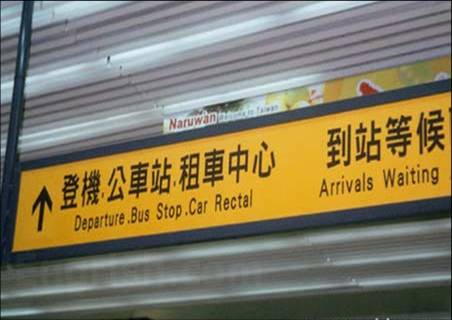 Naruwan Welcome to Taiwan
登機.公車站.租車中心
Departure.Bus Stop.Car Rectal
到站等候
Arrivals Waiting